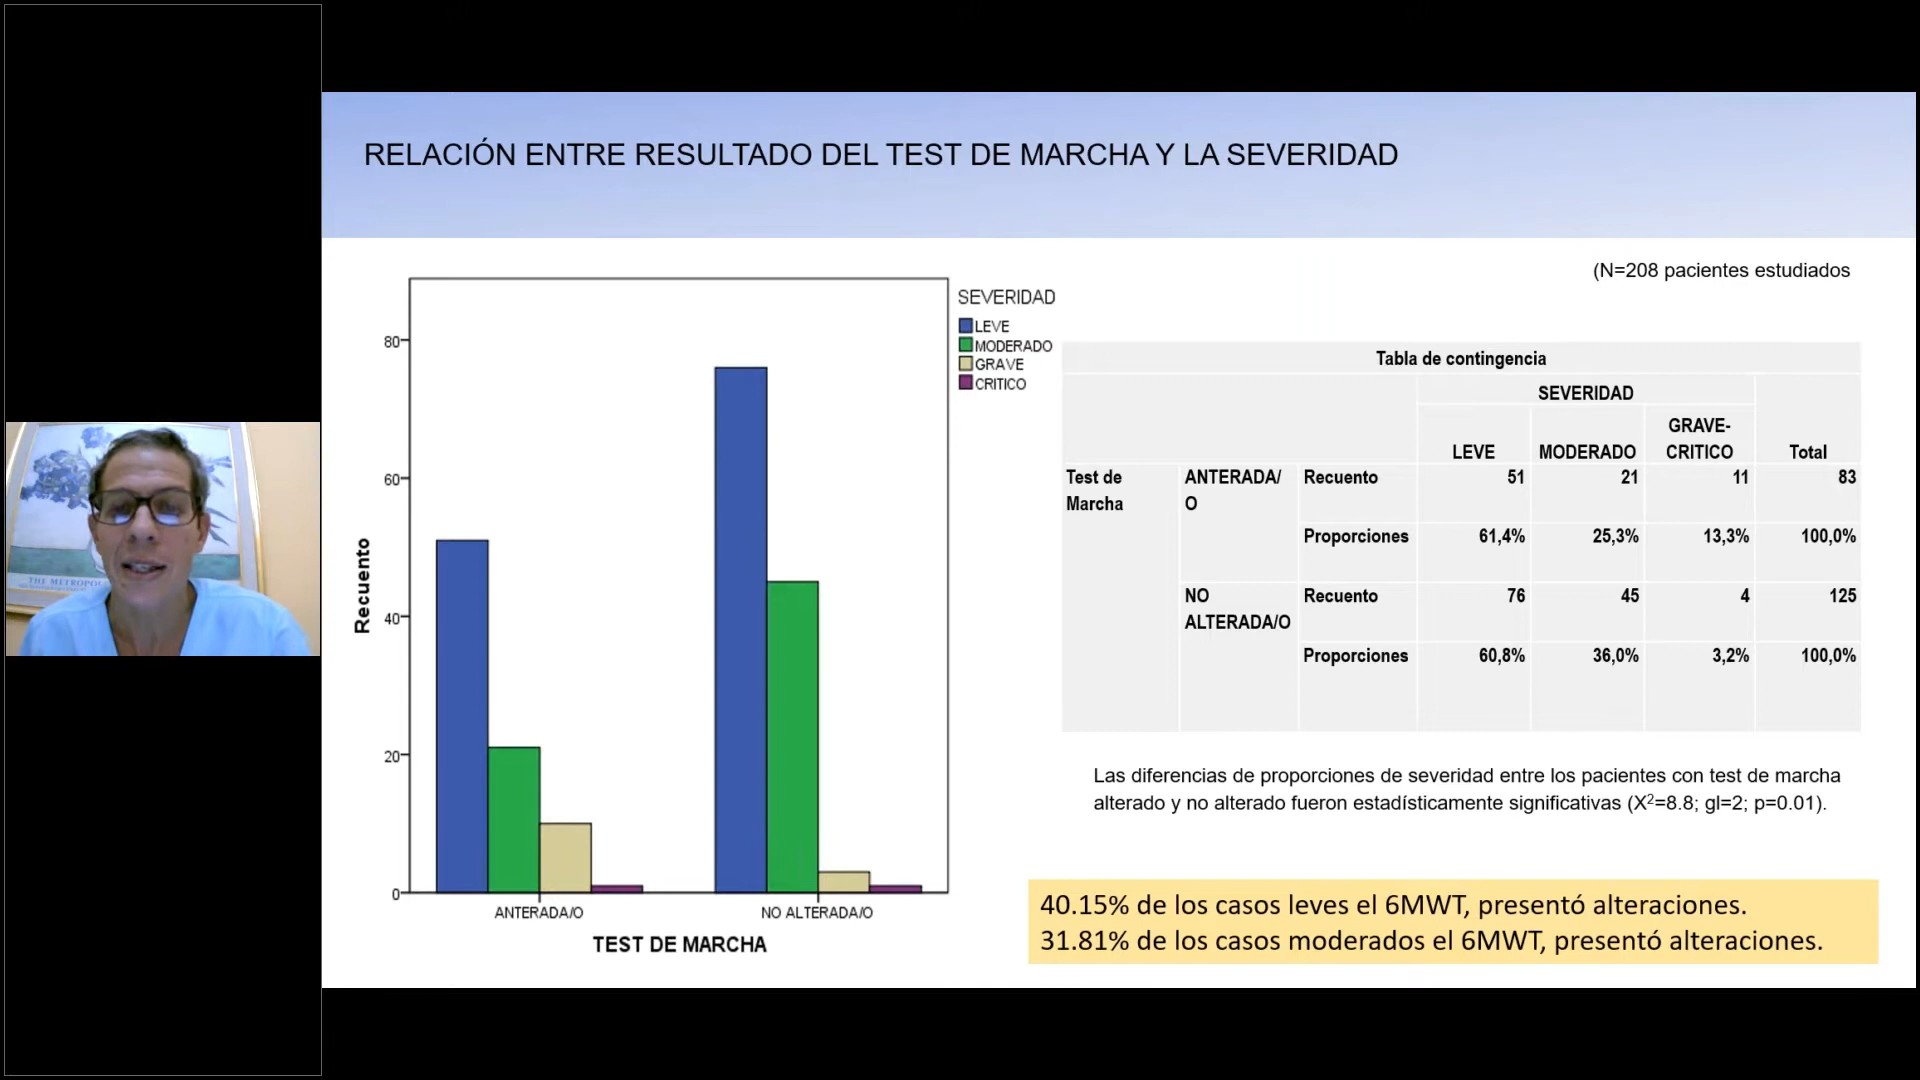 RELACIÓN ENTRE RESULTADO DEL TEST DE MARCHA Y LA SEVERIDAD
(N=208 pacientes estudiados
Recuento
80
60
40
20
0
ANTERADA/O
NO ALTERADA/O
TEST DE MARCHA
SEVERIDAD
LEVE
MODERADO
GRAVE
CRITICO
Tabla de contingencia
SEVERIDAD
LEVE MODERADO GRAVE-CRITICO Total
Test de Marcha ANTERADA/O Recuento 51 21 11 83
Proporciones 61,4% 25,3% 13,3% 100,0%
NO ALTERADA/O Recuento 76 45 4 125
Proporciones 60,8% 36,0% 3,2% 100,0%
Las diferencias de proporciones de severidad entre los pacientes con test de marcha
alterado y no alterado fueron estadísticamente significativas (X²=8.8; gl=2; p=0.01).
40.15% de los casos leves el 6MWT, presentó alteraciones.
31.81% de los casos moderados el 6MWT, presentó alteraciones.